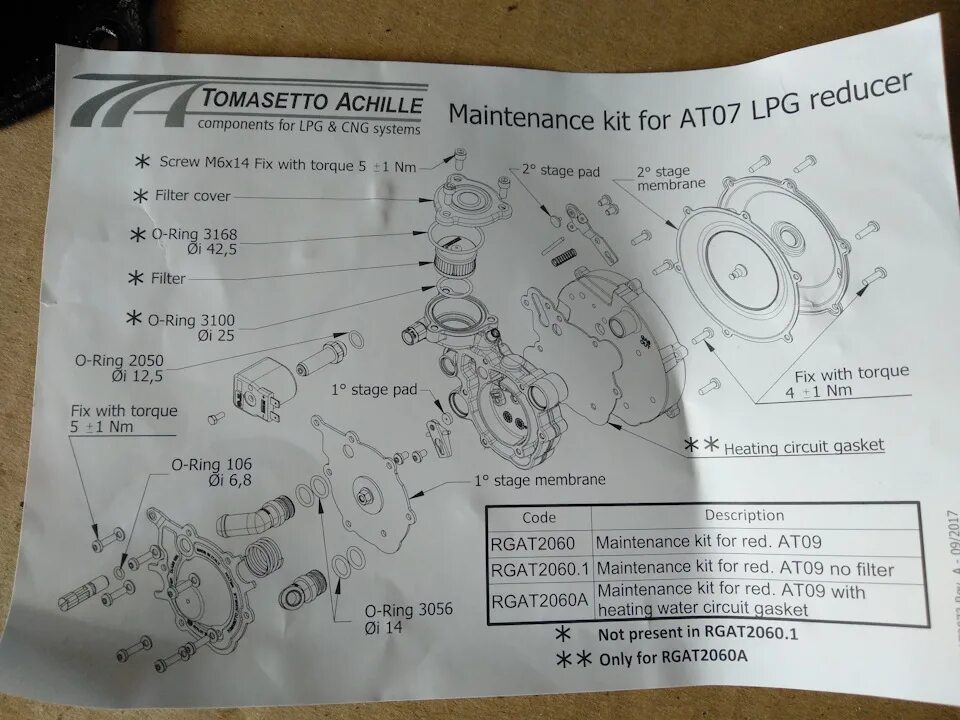 TOMASETTO ACHILLE
components for LPG & CNG systems
Maintenance kit for AT07 LPG reducer
* Screw M6x14 Fix with torque 5 ±1 Nm
* Filter cover
* O-Ring 3168
Øi 42,5
* Filter
* O-Ring 3100
Øi 25
O-Ring 2050
Øi 12,5
Fix with torque
5 ±1 Nm
O-Ring 106
Øi 6,8
1° stage pad
2° stage pad
2° stage
membrane
Fix with torque
4 ±1 Nm
** Heating circuit gasket
1° stage membrane
O-Ring 3056
Øi 14
Code Description
RGAT2060 Maintenance kit for red. AT09
RGAT2060.1 Maintenance kit for red. AT09 no filter
RGAT2060A Maintenance kit for red. AT09 with
heating water circuit gasket
* Not present in RGAT2060.1
** Only for RGAT2060A
Rev. A - 09/2017